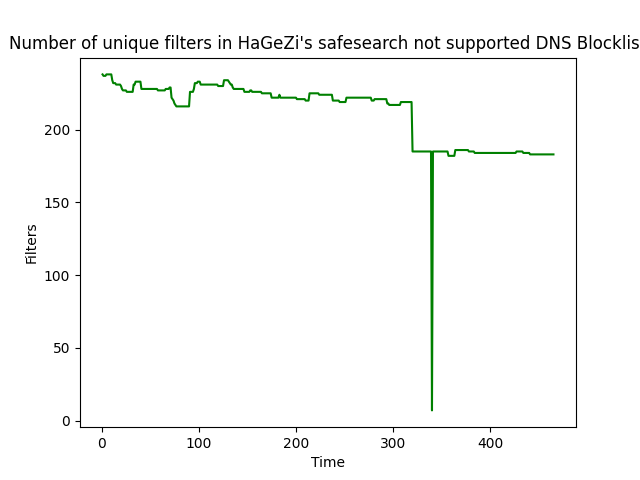 Number of unique filters in HaGeZi's safesearch not supported DNS Blocklis
Filters
200
150
100
50
0
0 100 200 300 400
Time